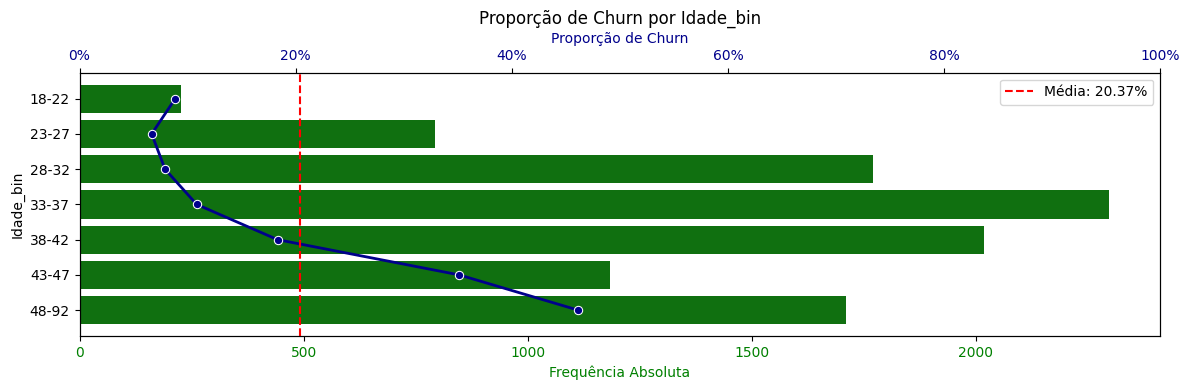 Proporção de Churn por Idade_bin
Proporção de Churn
0% 20% 40% 60% 80% 100%
Média: 20.37%
Idade_bin
18-22
23-27
28-32
33-37
38-42
43-47
48-92
0 500 1000 1500 2000
Frequência Absoluta